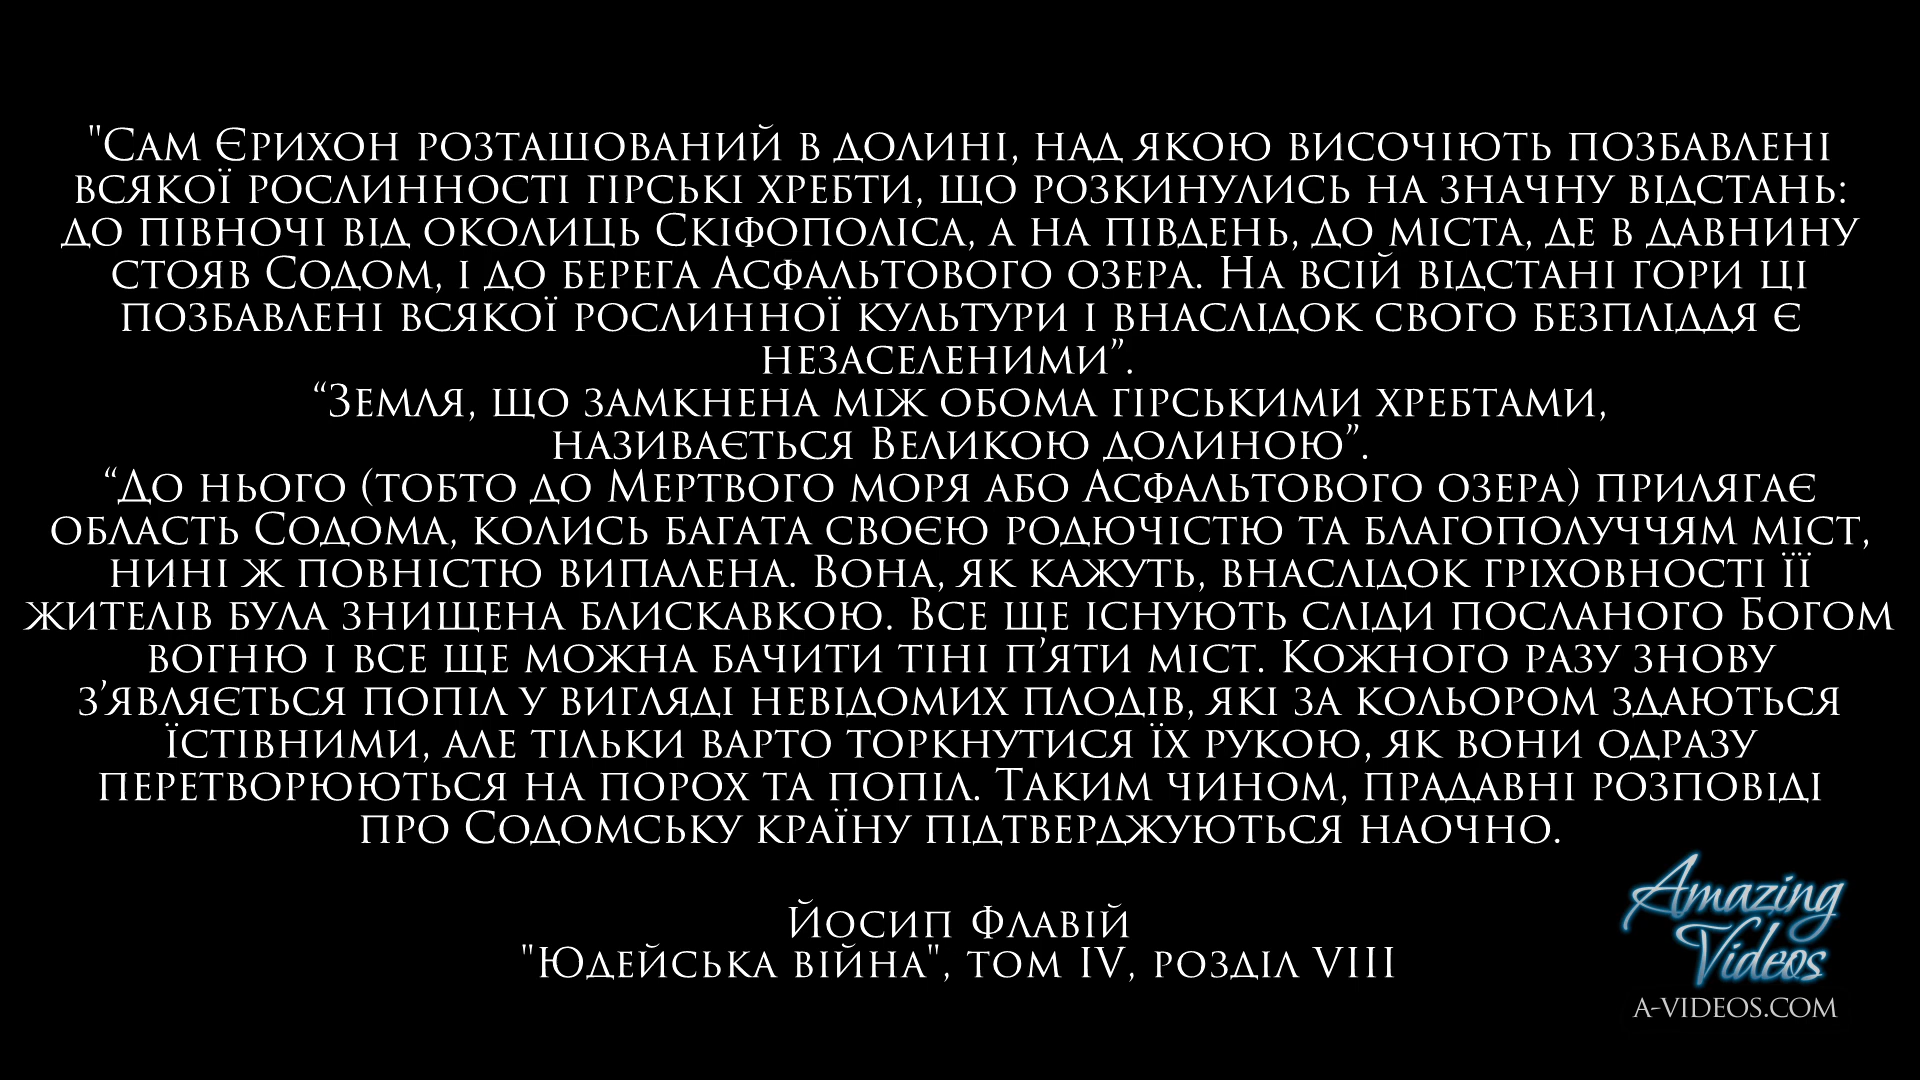 "Сам Єрихон розташований в долині, над якою височіють позбавлені
всякої рослинності гірські хребти, що розкинулись на значну відстань:
до півночі від околиць Скіфополіса, а на південь, до міста, де в давнину
стояв Содом, і до берега Асфальтового озера. На всій відстані гори ці
позбавлені всякої рослинної культури і внаслідок свого безпліддя є
незаселеними”.
“Земля, що замкнена між обома гірськими хребтами,
називається Великою долиною”.
“До нього (тобто до Мертвого моря або Асфальтового озера) прилягає
область Содома, колись багата своєю родючістю та благополуччям міст,
нині ж повністю випалена. Вона, як кажуть, внаслідок гріховності її
жителів була знищена блискавкою. Все ще існують сліди посланого Богом
вогню і все ще можна бачити тіні п’яти міст. Кожного разу знову
з’являється попіл у вигляді невідомих плодів, які за кольором здаються
їстівними, але тільки варто торкнутися їх рукою, як вони одразу
перетворюються на порох та попіл. Таким чином, прадавні розповіді
про Содомську країну підтверджуються наочно.
Йосип Флавій
"Юдейська війна", том IV, розділ VIII
Amazing
Videos
a-videos.com